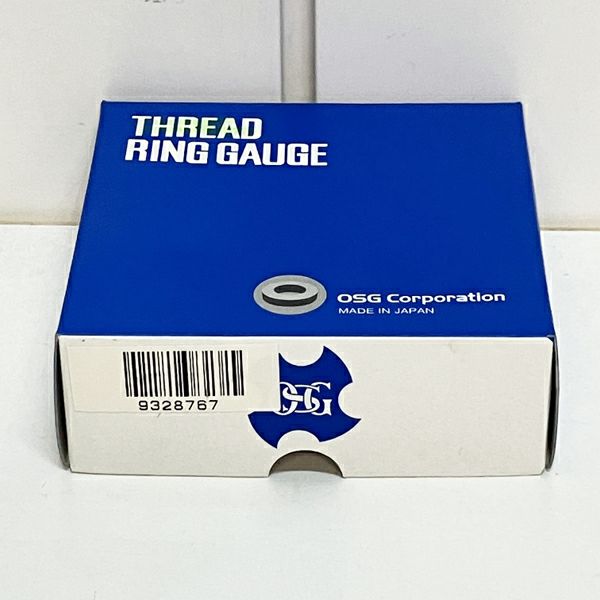 THREAD
RING GAUGE
OSG Corporation
MADE IN JAPAN
9328767
OSG